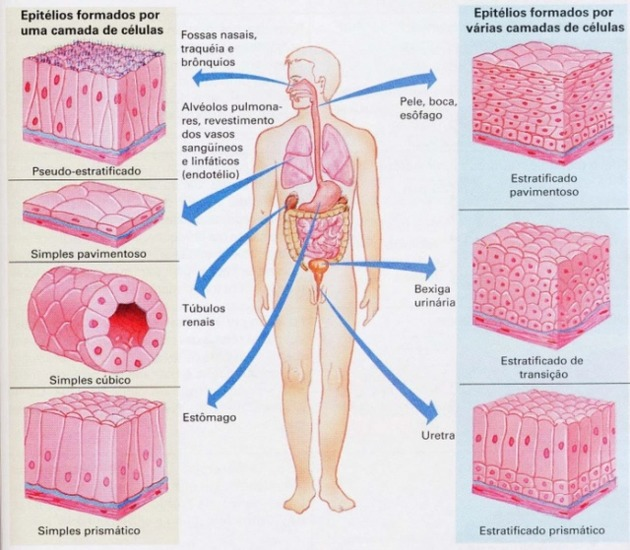 Epitélios formados por
uma camada de células
Pseudo-estratificado
Simples pavimentoso
Simples cúbico
Simples prismático
Fossas nasais,
traquéia e
brônquios
Alvéolos pulmona-
res, revestimento
dos vasos
sangüíneos
e linfáticos
(endotélio)
Túbulos
renais
Estômago
Pele, boca,
esôfago
Bexiga
urinária
Uretra
Epitélios formados por
várias camadas de células
Estratificado
pavimentoso
Estratificado de
transição
Estratificado prismático